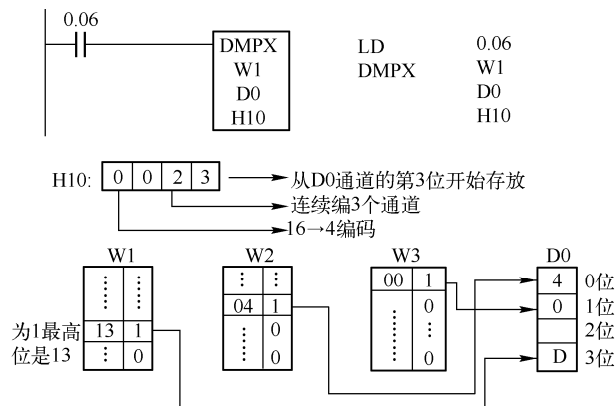 0.06
DMPX
W1
D0
H10
LD 0.06
DMPX W1
D0
H10
H10: 0 0 2 3 从D0通道的第3位开始存放
连续编3个通道
16→4编码
W1 W2 W3 D0
⋮ ⋮ ⋮ ⋮ 00 1 4 0位
04 1 0 0 1位
为1最高 13 1 0 ⋮ 2位
位是13 ⋮ 0 ⋮ 0 ⋮ 0 D 3位